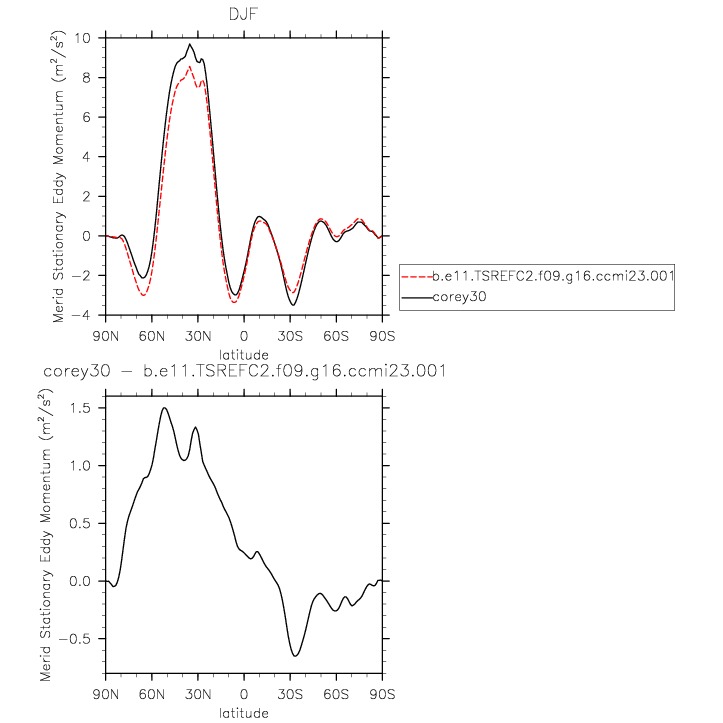 DJF
Merid Stationary Eddy Momentum (m²/s²)
10
8
6
4
2
0
−2
−4
90N 60N 30N 0 30S 60S 90S
latitude
b.e11.TSREFC2.f09.g16.ccmi23.001
corey30
corey30 − b.e11.TSREFC2.f09.g16.ccmi23.001
Merid Stationary Eddy Momentum (m²/s²)
1.5
1.0
0.5
0.0
−0.5
90N 60N 30N 0 30S 60S 90S
latitude